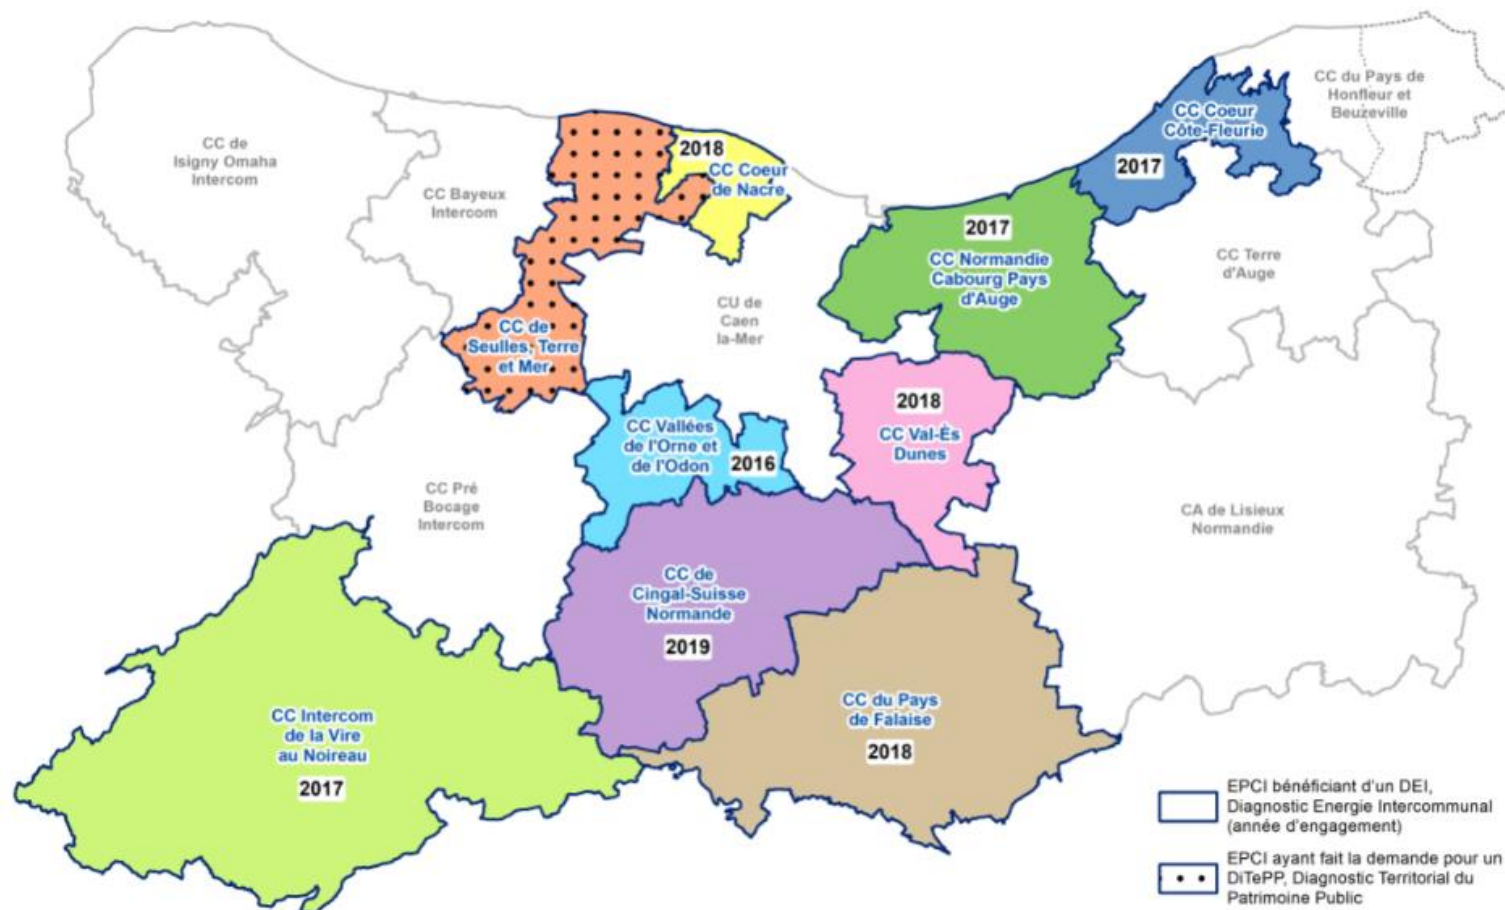 CC du Pays de
Honfleur et
Beuzeville
CC Coeur
Côte-Fleurie
2017
CC de
Isigny Omaha
Intercom
2018
CC Coeur
de Nacre
CC Bayeux
Intercom
2017
CC Normandie
Cabourg Pays
d'Auge
CC Terre
d'Auge
CU de
Caen
la-Mer
CC de
Seulles, Terre
et Mer
2018
CC Val-Ès
Dunes
CC Vallées
de l'Orne et
de l'Odon
2016
CC Pré
Bocage
Intercom
CA de Lisieux
Normandie
CC de
Cingal-Suisse
Normande
2019
CC du Pays
de Falaise
2018
CC Intercom
de la Vire
au Noireau
2017
EPCI bénéficiant d'un DEI,
Diagnostic Energie Intercommunal
(année d'engagement)
EPCI ayant fait la demande pour un
DiTePP, Diagnostic Territorial du
Patrimoine Public